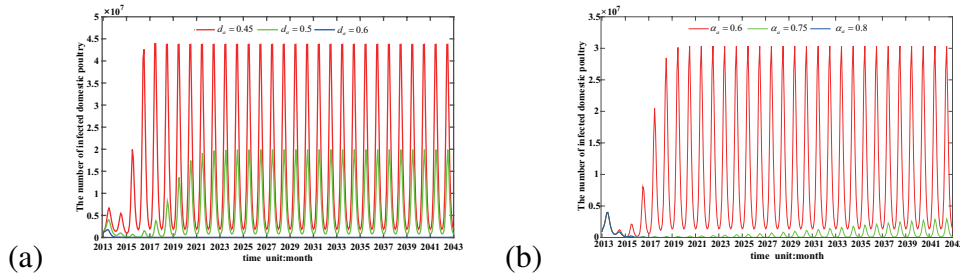 ×10⁷
d_a = 0.45 d_a = 0.5 d_a = 0.6
The number of infected domestic poultry
5
4.5
4
3.5
3
2.5
2
1.5
1
0.5
0
2013 2015 2017 2019 2021 2023 2025 2027 2029 2031 2033 2035 2037 2039 2041 2043
time unit:month
(a)
×10⁷
α_a = 0.6 α_a = 0.75 α_a = 0.8
The number of infected domestic poultry
3.5
3
2.5
2
1.5
1
0.5
0
2013 2015 2017 2019 2021 2023 2025 2027 2029 2031 2033 2035 2037 2039 2041 2042
time unit:month
(b)